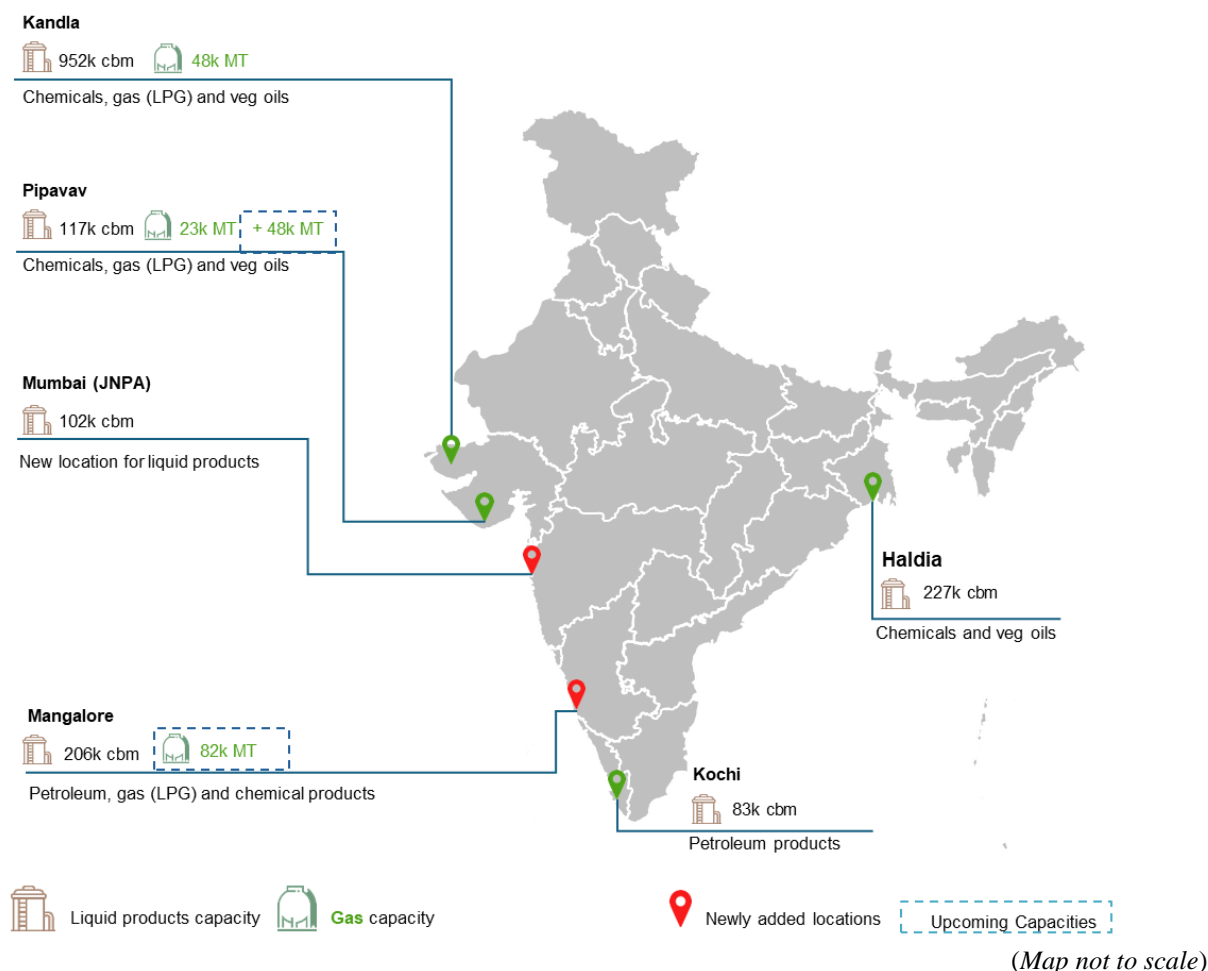 Kandla
952k cbm 48k MT
Chemicals, gas (LPG) and veg oils
Pipavav
117k cbm 23k MT + 48k MT
Chemicals, gas (LPG) and veg oils
Mumbai (JNPA)
102k cbm
New location for liquid products
Haldia
227k cbm
Chemicals and veg oils
Mangalore
206k cbm 82k MT
Petroleum, gas (LPG) and chemical products
Kochi
83k cbm
Petroleum products
Liquid products capacity Gas capacity Newly added locations Upcoming Capacities
(Map not to scale)